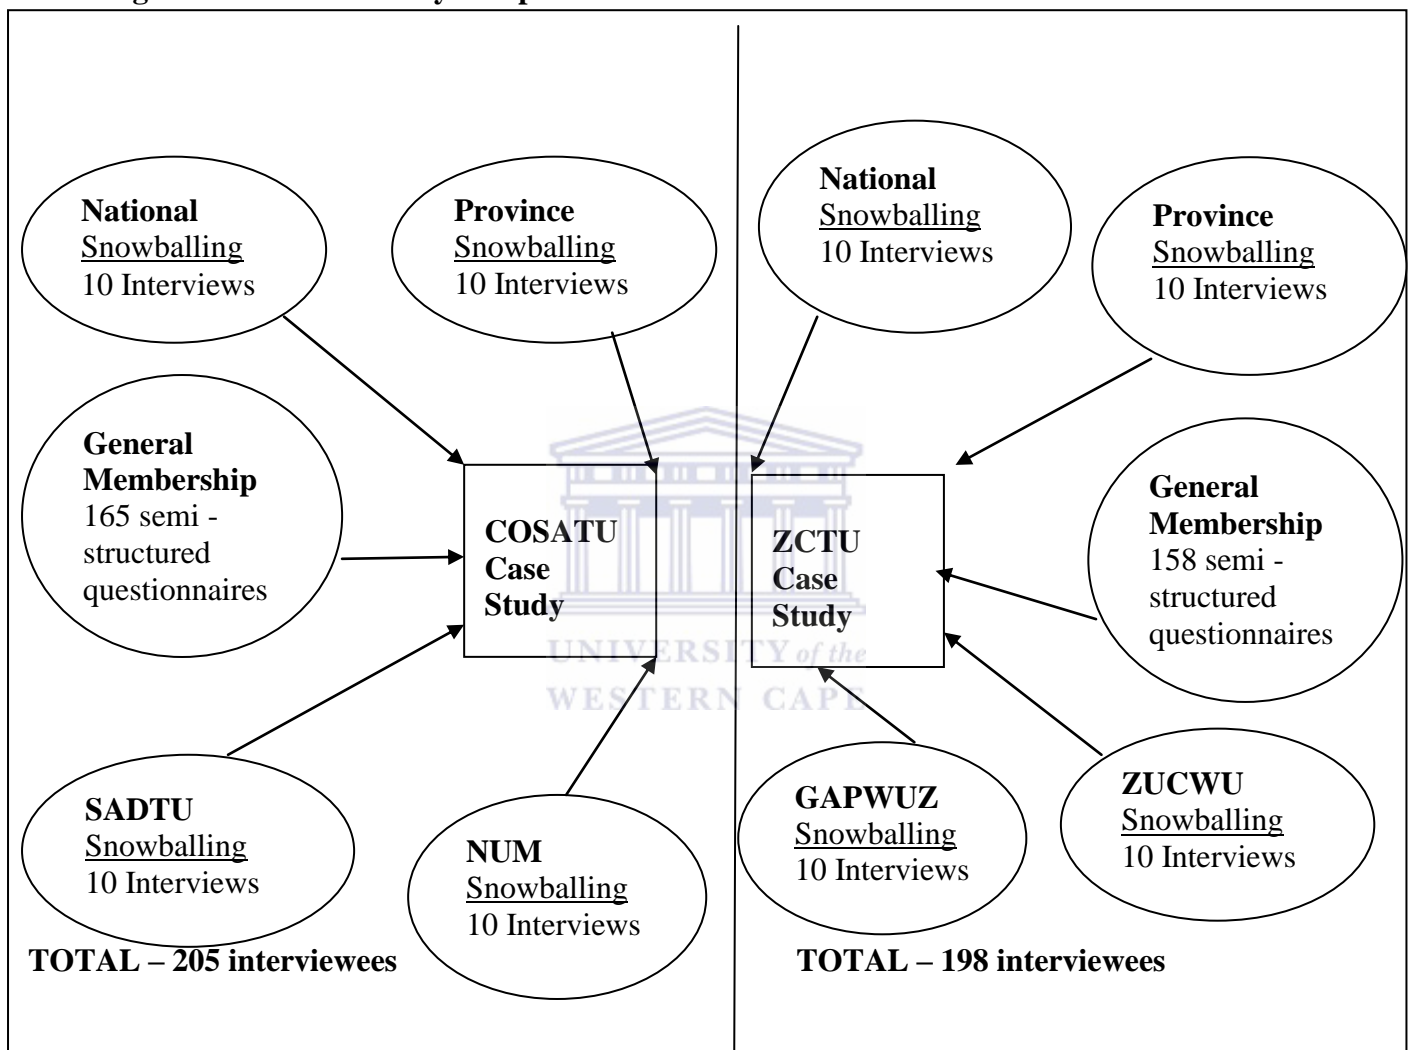 National
Snowballing
10 Interviews
Province
Snowballing
10 Interviews
General
Membership
165 semi -
structured
questionnaires
COSATU
Case
Study
SADTU
Snowballing
10 Interviews
NUM
Snowballing
10 Interviews
TOTAL – 205 interviewees
National
Snowballing
10 Interviews
Province
Snowballing
10 Interviews
ZCTU
Case
Study
General
Membership
158 semi -
structured
questionnaires
GAPWUZ
Snowballing
10 Interviews
ZUCWU
Snowballing
10 Interviews
TOTAL – 198 interviewees
UNIVERSITY of the
WESTERN CAPE